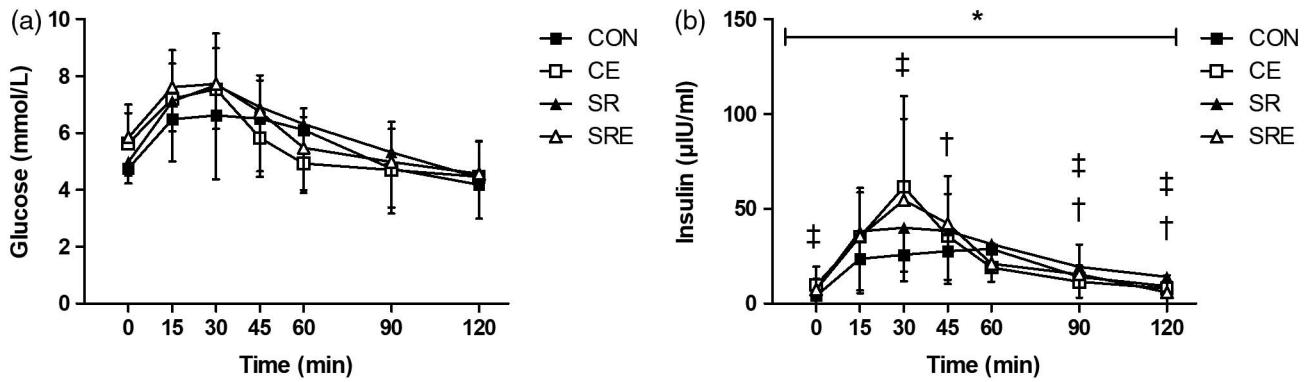 (a)
Glucose (mmol/L)
10
8
6
4
2
0
0 15 30 45 60 90 120
Time (min)
CON
CE
SR
SRE
(b)
Insulin (µIU/ml)
150
100
50
0
*
‡
‡
†
‡
†
‡
†
0 15 30 45 60 90 120
Time (min)
CON
CE
SR
SRE